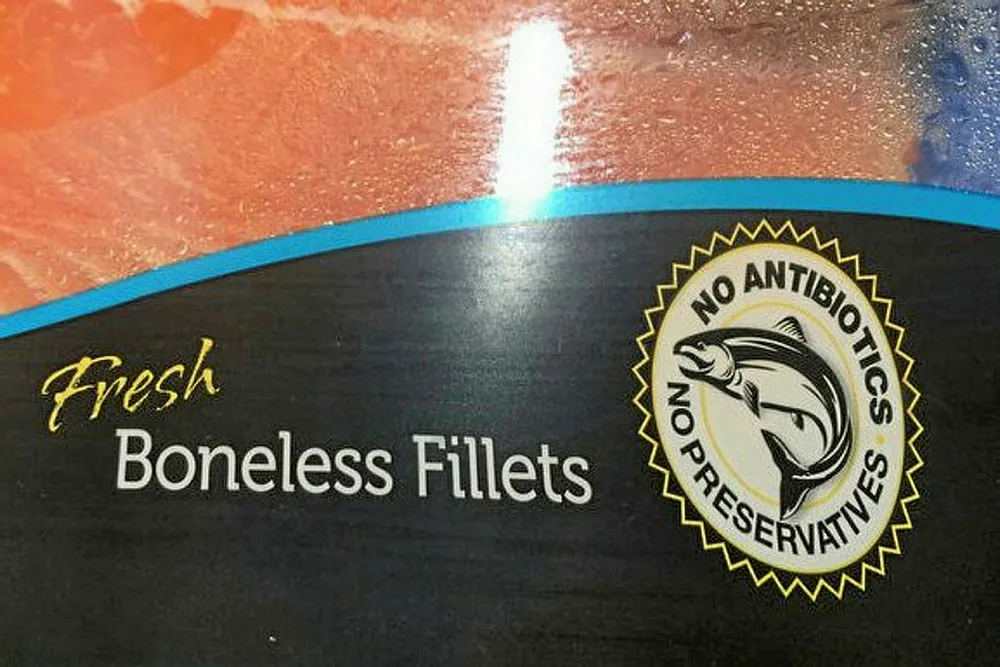 Fresh
Boneless Fillets
NO ANTIBIOTICS •
NO PRESERVATIVES